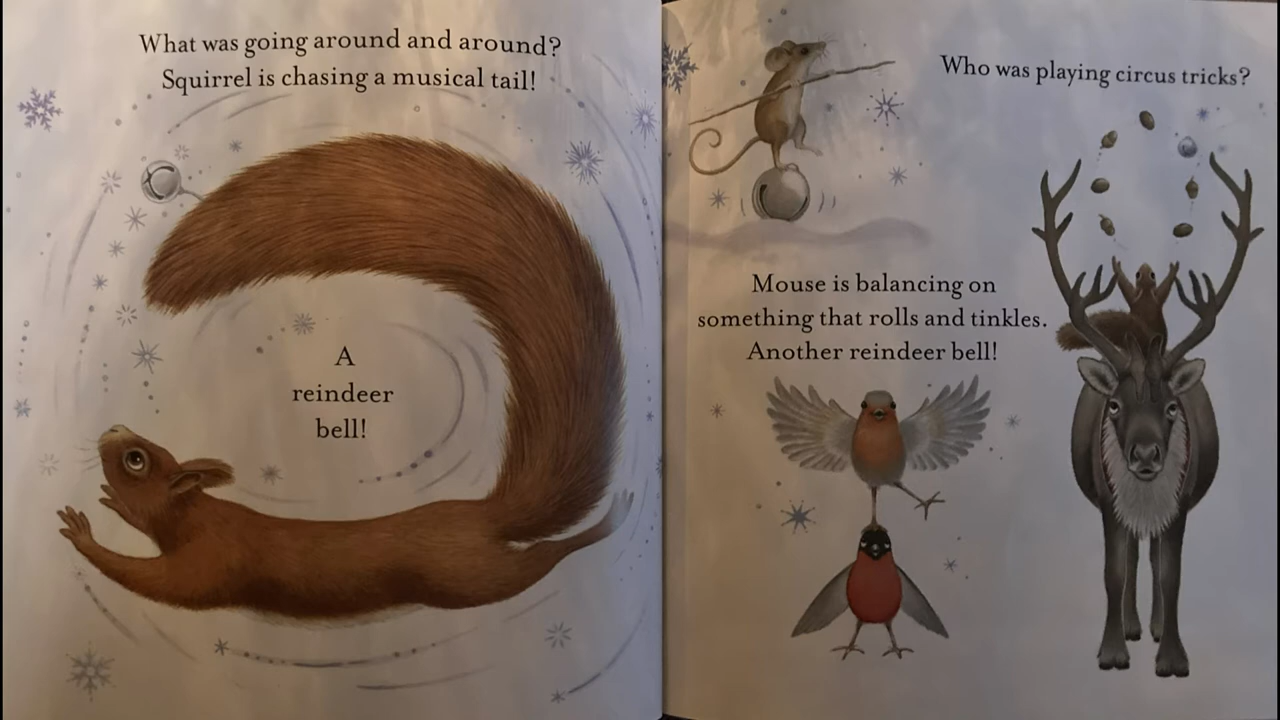 What was going around and around?
Squirrel is chasing a musical tail!
A
reindeer
bell!
Who was playing circus tricks?
Mouse is balancing on
something that rolls and tinkles.
Another reindeer bell!